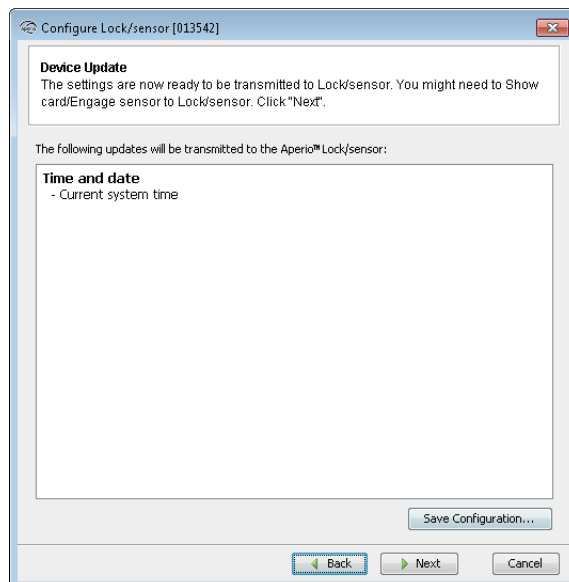 Configure Lock/sensor [013542]
Device Update
The settings are now ready to be transmitted to Lock/sensor. You might need to Show
card/Engage sensor to Lock/sensor. Click "Next".
The following updates will be transmitted to the Aperio™ Lock/sensor:
Time and date
- Current system time
Save Configuration...
Back
Next
Cancel